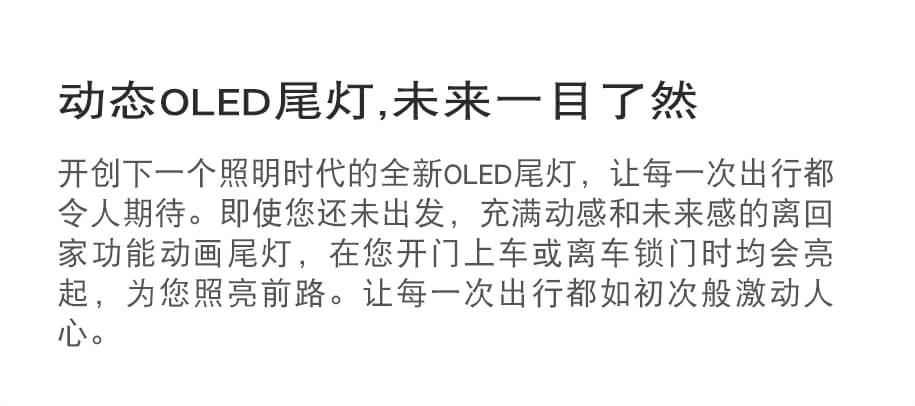 动态OLED尾灯,未来一目了然
开创下一个照明时代的全新OLED尾灯，让每一次出行都
令人期待。即使您还未出发，充满动感和未来感的离回
家功能动画尾灯，在您开门上车或离车锁门时均会亮
起，为您照亮前路。让每一次出行都如初次般激动人
心。